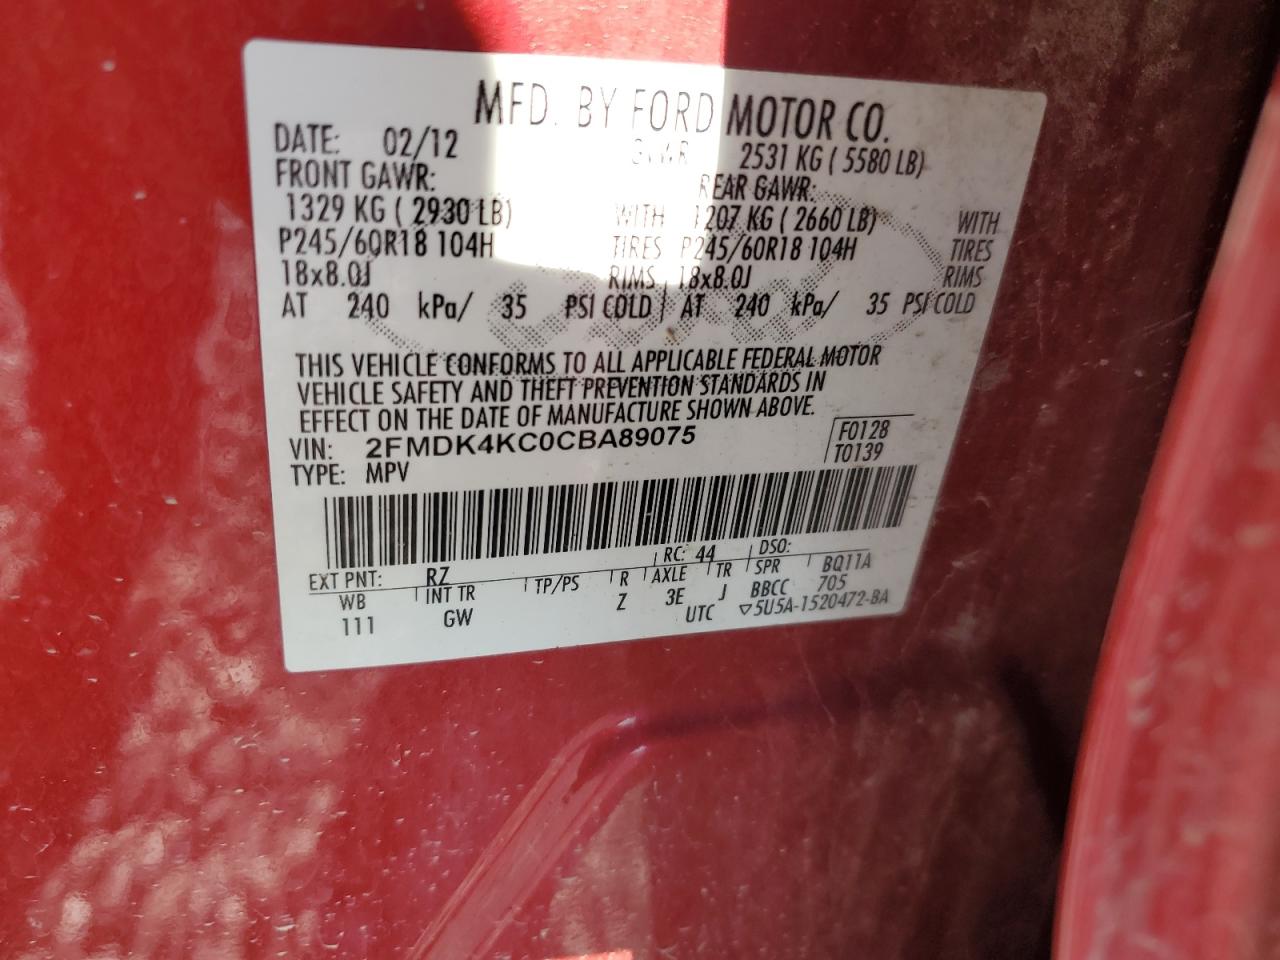 MFD. BY FORD MOTOR CO.
DATE: 02/12 GVWR 2531 KG ( 5580 LB)
FRONT GAWR: REAR GAWR:
1329 KG ( 2930 LB) WITH 1207 KG ( 2660 LB) WITH
P245/60R18 104H TIRES P245/60R18 104H TIRES
18x8.0J RIMS 18x8.0J RIMS
AT 240 kPa/ 35 PSI COLD AT 240 kPa/ 35 PSI COLD
THIS VEHICLE CONFORMS TO ALL APPLICABLE FEDERAL MOTOR
VEHICLE SAFETY AND THEFT PREVENTION STANDARDS IN
EFFECT ON THE DATE OF MANUFACTURE SHOWN ABOVE.
VIN: 2FMDK4KC0CBA89075 F0128
TYPE: MPV T0139
EXT PNT: RZ RC: 44 DSO:
WB INT TR TP/PS R AXLE TR SPR BQ11A
111 GW Z 3E J BBCC 705
UTC ▽5U5A-1520472-BA